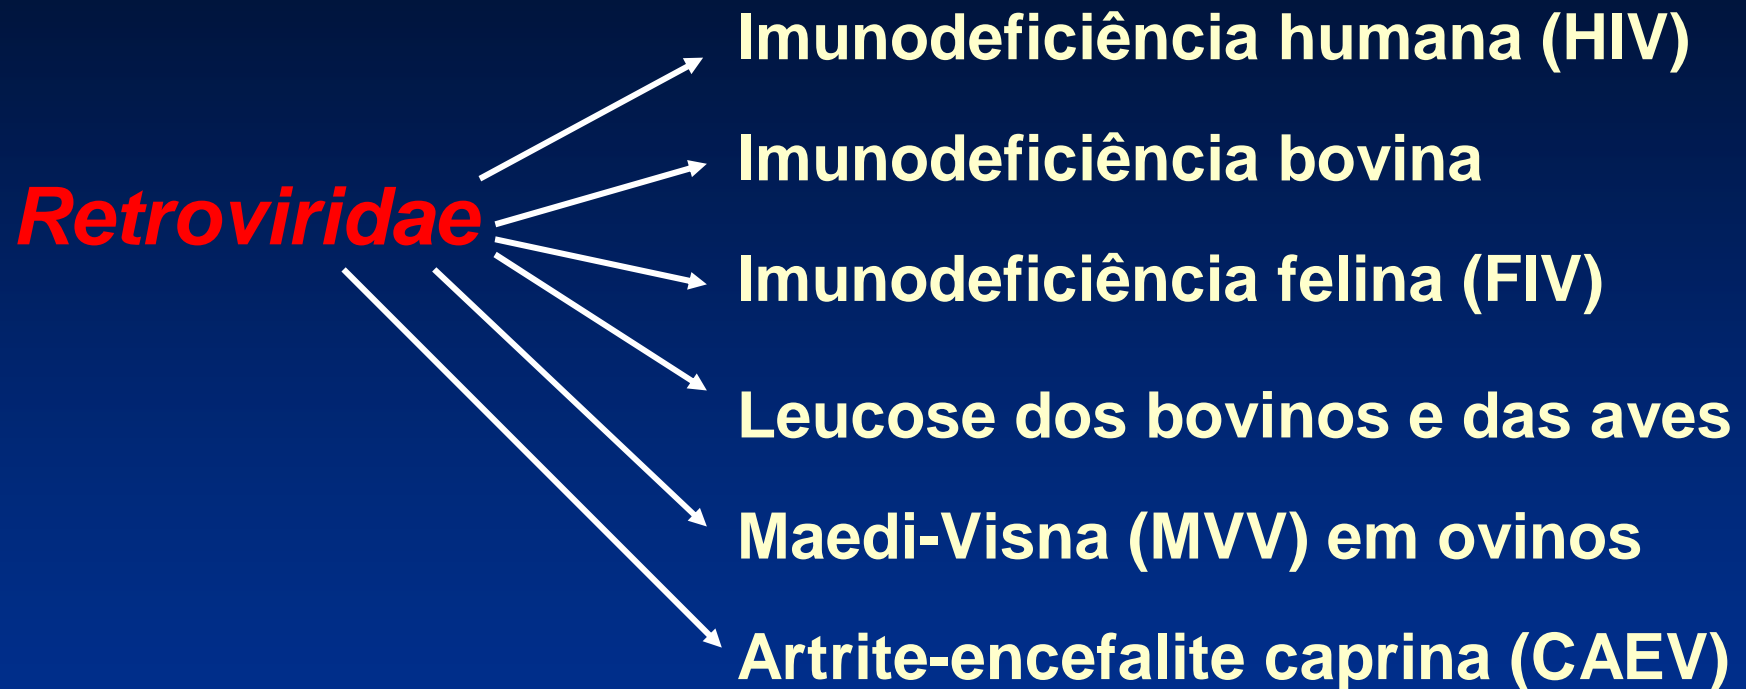 Imunodeficiência humana (HIV)
Imunodeficiência bovina
Retroviridae
Imunodeficiência felina (FIV)
Leucose dos bovinos e das aves
Maedi-Visna (MVV) em ovinos
Artrite-encefalite caprina (CAEV)